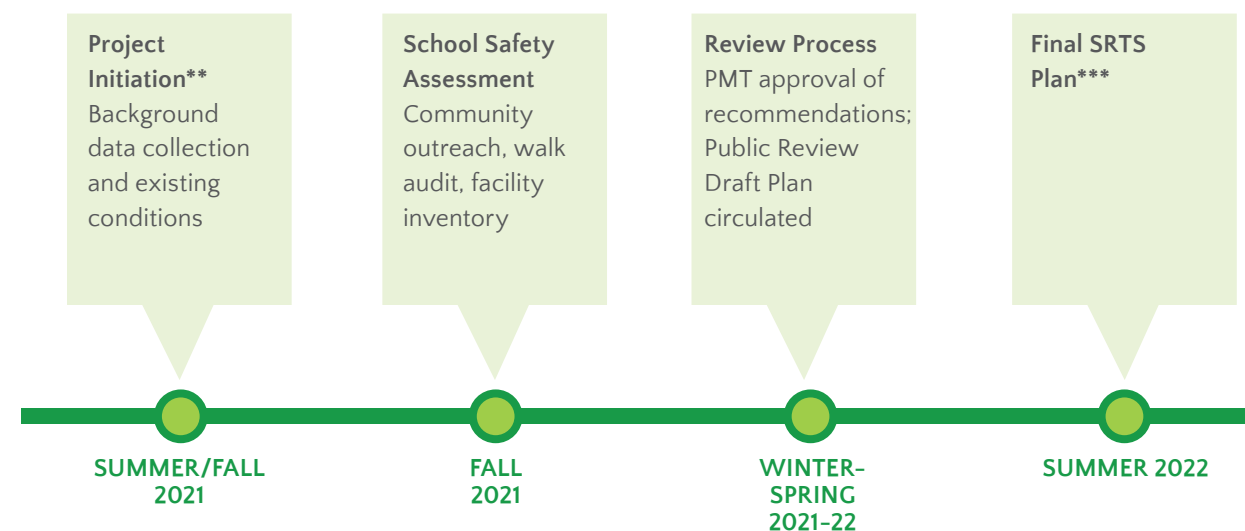 Project
Initiation**
Background
data collection
and existing
conditions
School Safety
Assessment
Community
outreach, walk
audit, facility
inventory
Review Process
PMT approval of
recommendations;
Public Review
Draft Plan
circulated
Final SRTS
Plan***
SUMMER/FALL
2021
FALL
2021
WINTER-
SPRING
2021-22
SUMMER 2022